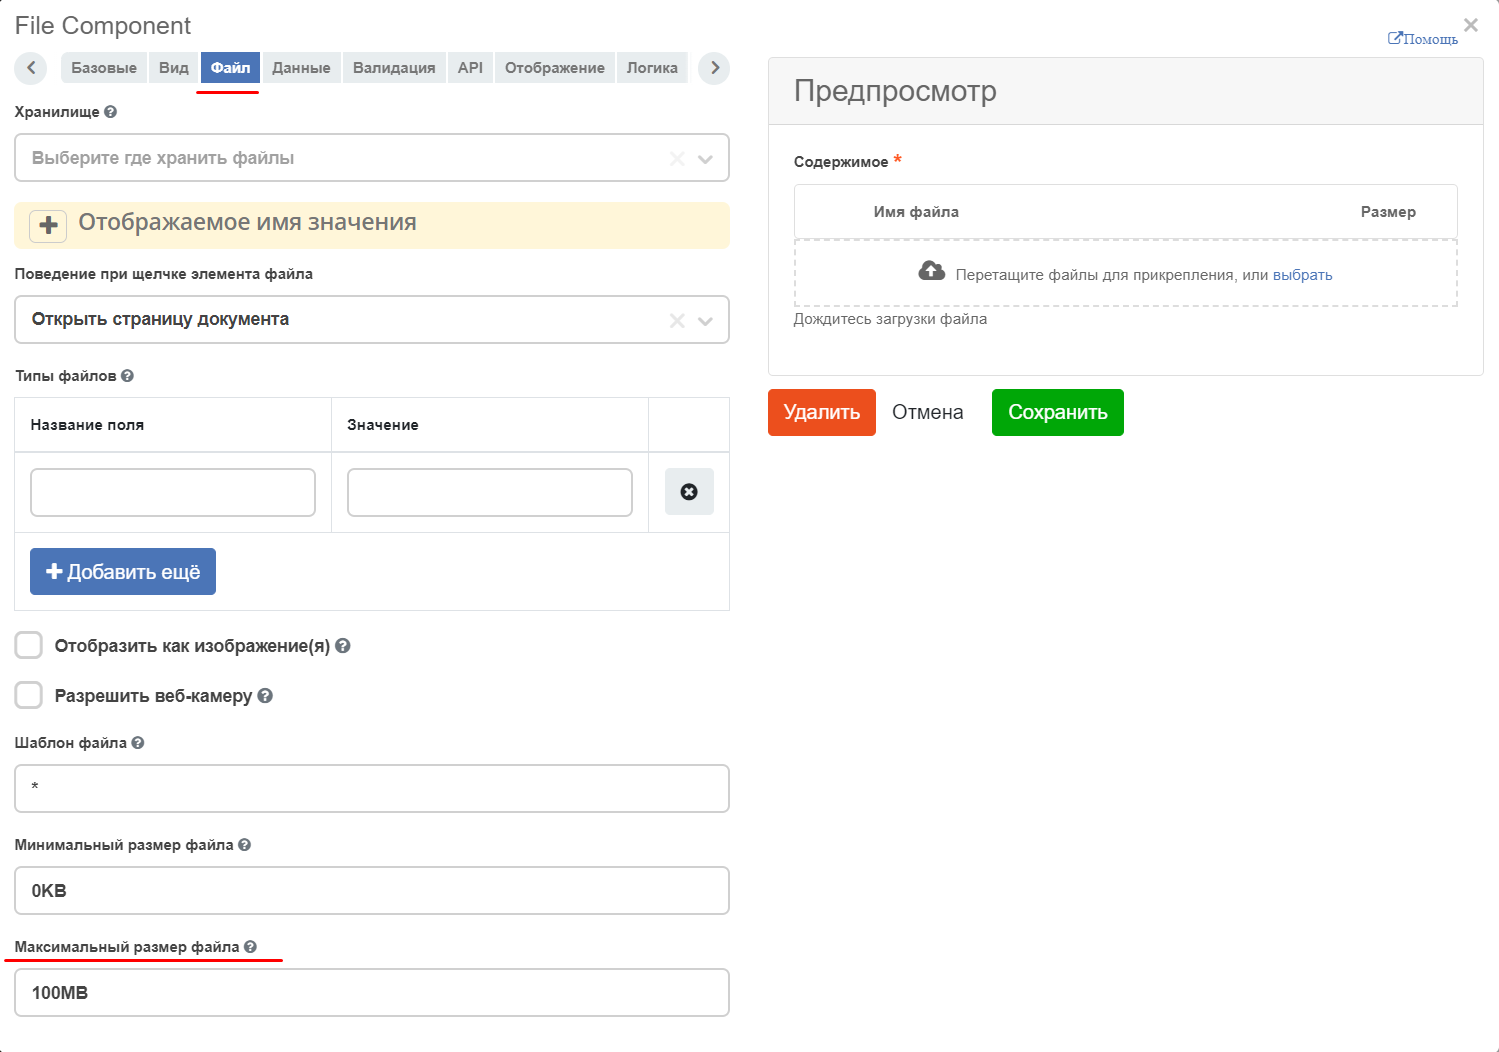 File Component
Помощь
Базовые Вид Файл Данные Валидация API Отображение Логика
Хранилище
Выберите где хранить файлы
Отображаемое имя значения
Поведение при щелчке элемента файла
Открыть страницу документа
Типы файлов
Название поля Значение
Добавить ещё
Отобразить как изображение(я)
Разрешить веб-камеру
Шаблон файла
*
Минимальный размер файла
0KB
Максимальный размер файла
100MB
Предпросмотр
Содержимое *
Имя файла Размер
Перетащите файлы для прикрепления, или выбрать
Дождитесь загрузки файла
Удалить Отмена Сохранить